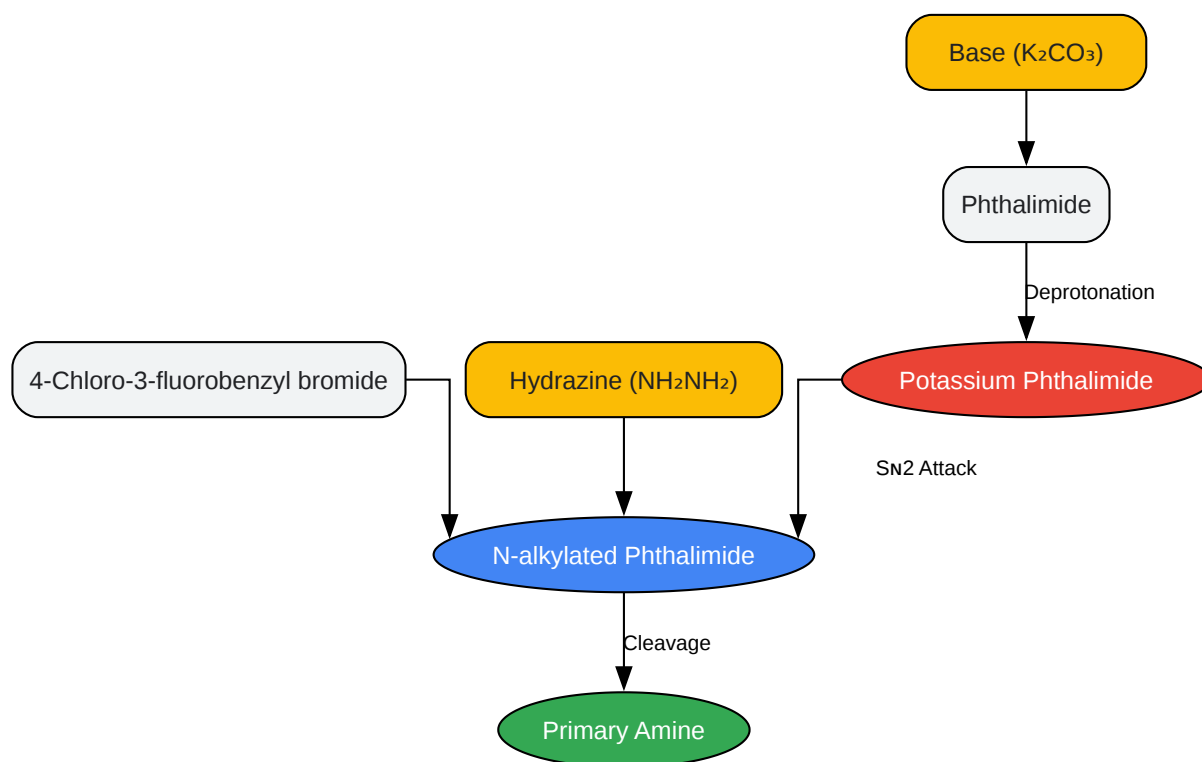 Base (K₂CO₃)
Phthalimide
Deprotonation
4-Chloro-3-fluorobenzyl bromide
Hydrazine (NH₂NH₂)
Potassium Phthalimide
Sɴ2 Attack
N-alkylated Phthalimide
Cleavage
Primary Amine